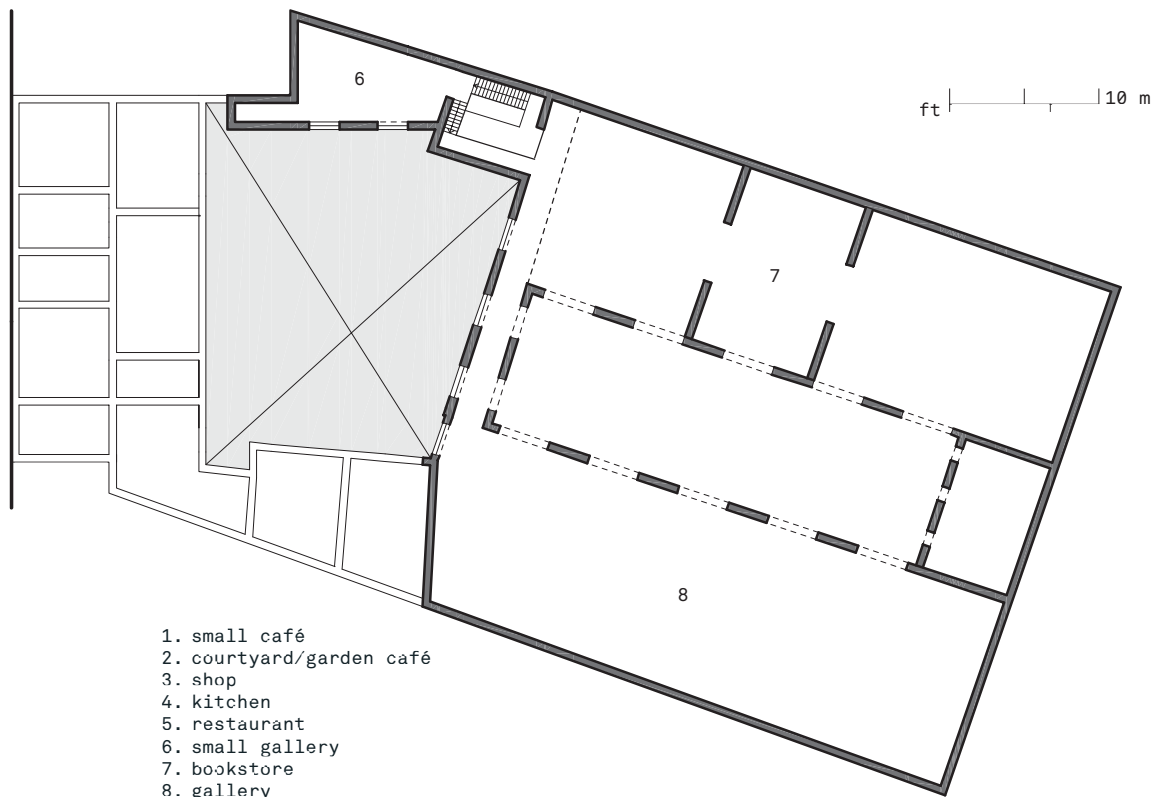 6
ft 10 m
7
8
1. small café
2. courtyard/garden café
3. shop
4. kitchen
5. restaurant
6. small gallery
7. bookstore
8. gallery